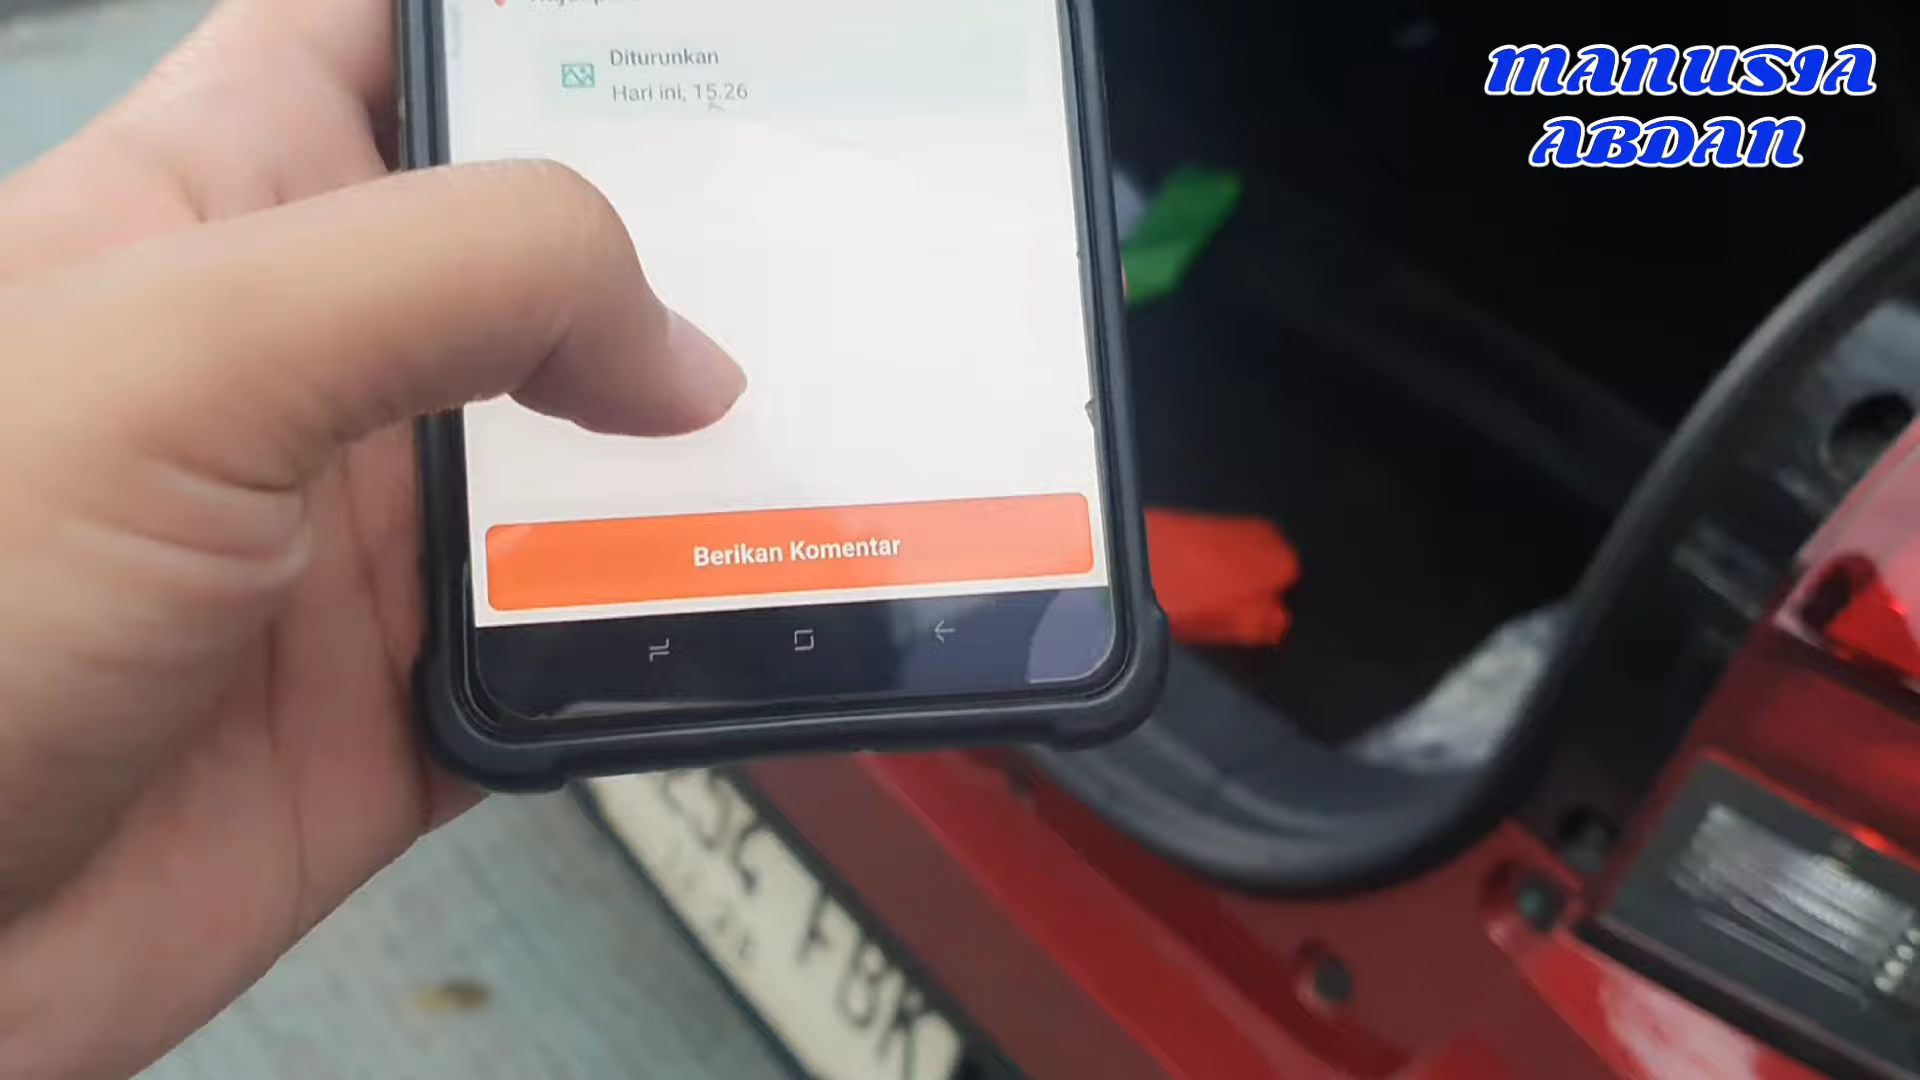 MANUSIA
ABDAN
Diturunkan
Hari ini, 15.26
Berikan Komentar